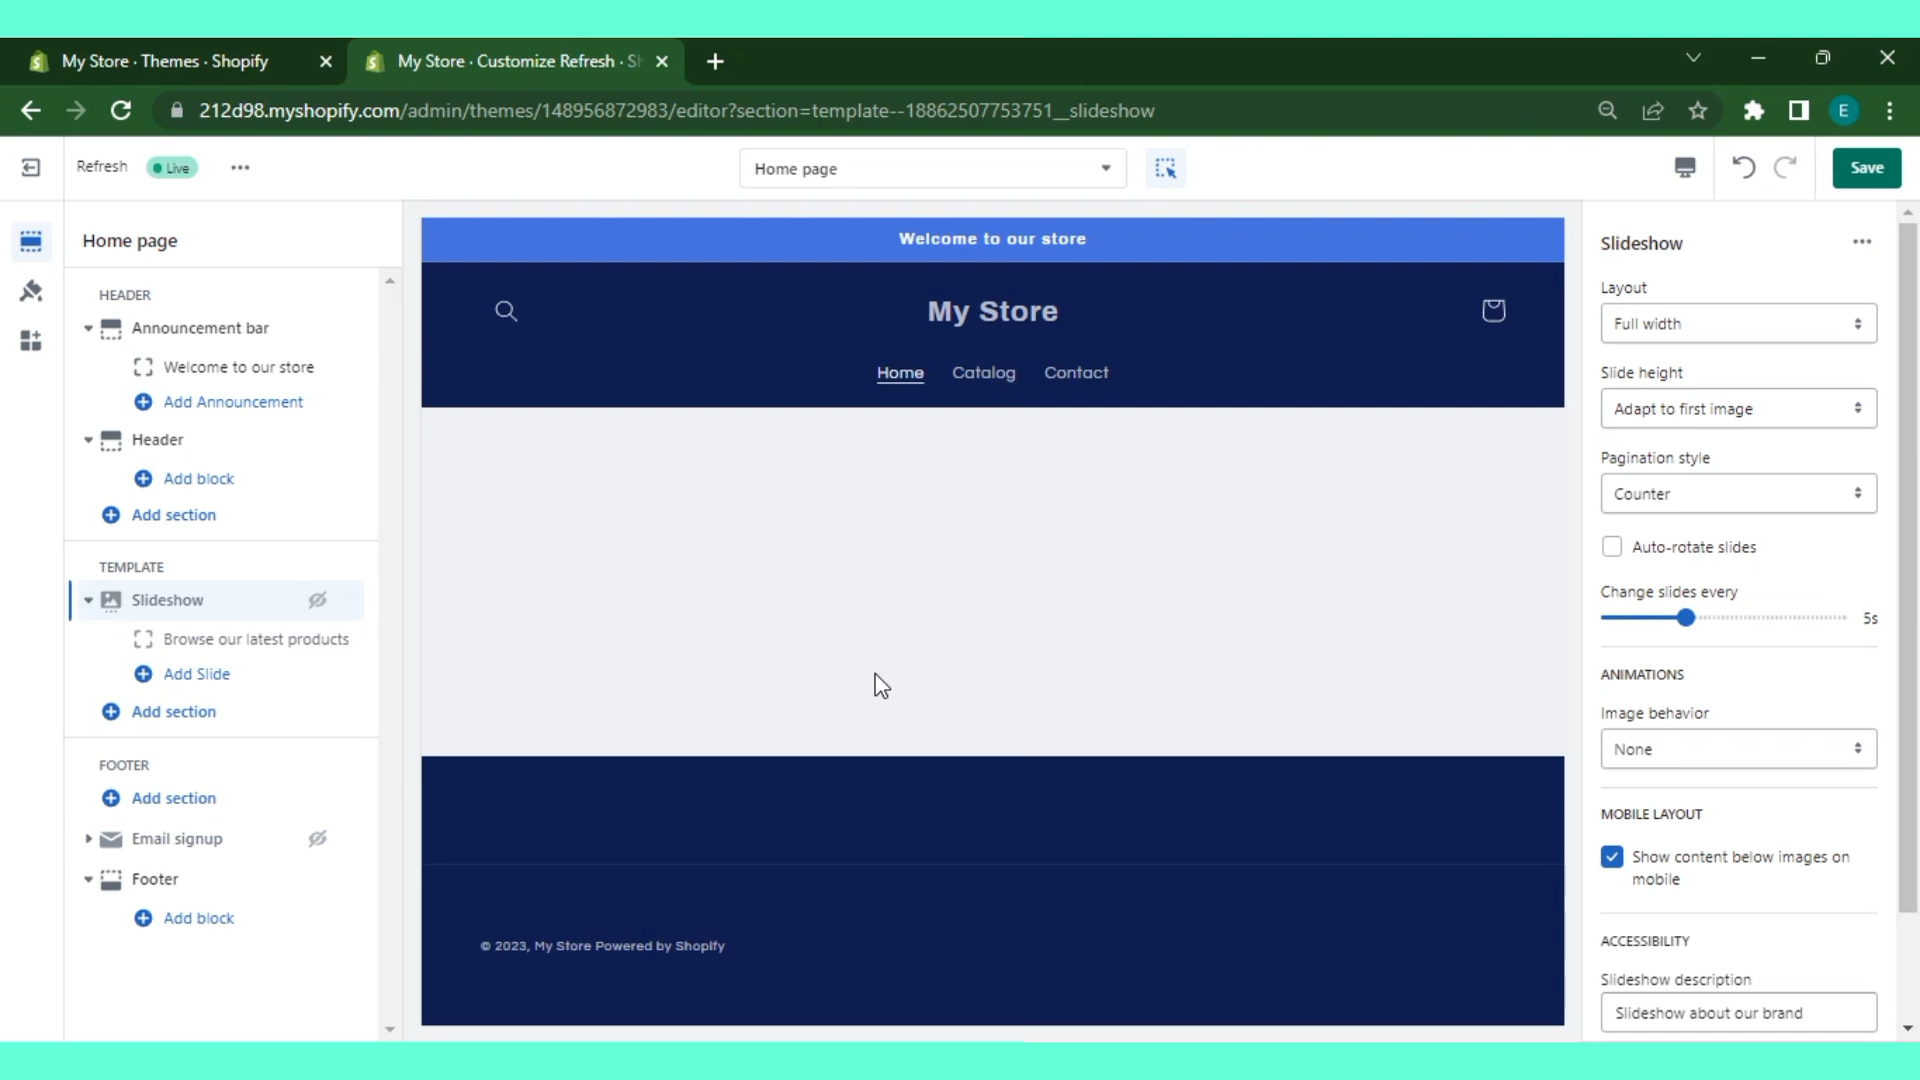 My Store · Themes · Shopify
My Store · Customize Refresh · Sh
212d98.myshopify.com/admin/themes/148956872983/editor?section=template--18862507753751__slideshow
E
Refresh
Live
Home page
Save
Home page
HEADER
Announcement bar
Welcome to our store
Add Announcement
Header
Add block
Add section
TEMPLATE
Slideshow
Browse our latest products
Add Slide
Add section
FOOTER
Add section
Email signup
Footer
Add block
Welcome to our store
My Store
Home Catalog Contact
© 2023, My Store Powered by Shopify
Slideshow
Layout
Full width
Slide height
Adapt to first image
Pagination style
Counter
Auto-rotate slides
Change slides every
5s
ANIMATIONS
Image behavior
None
MOBILE LAYOUT
Show content below images on
mobile
ACCESSIBILITY
Slideshow description
Slideshow about our brand